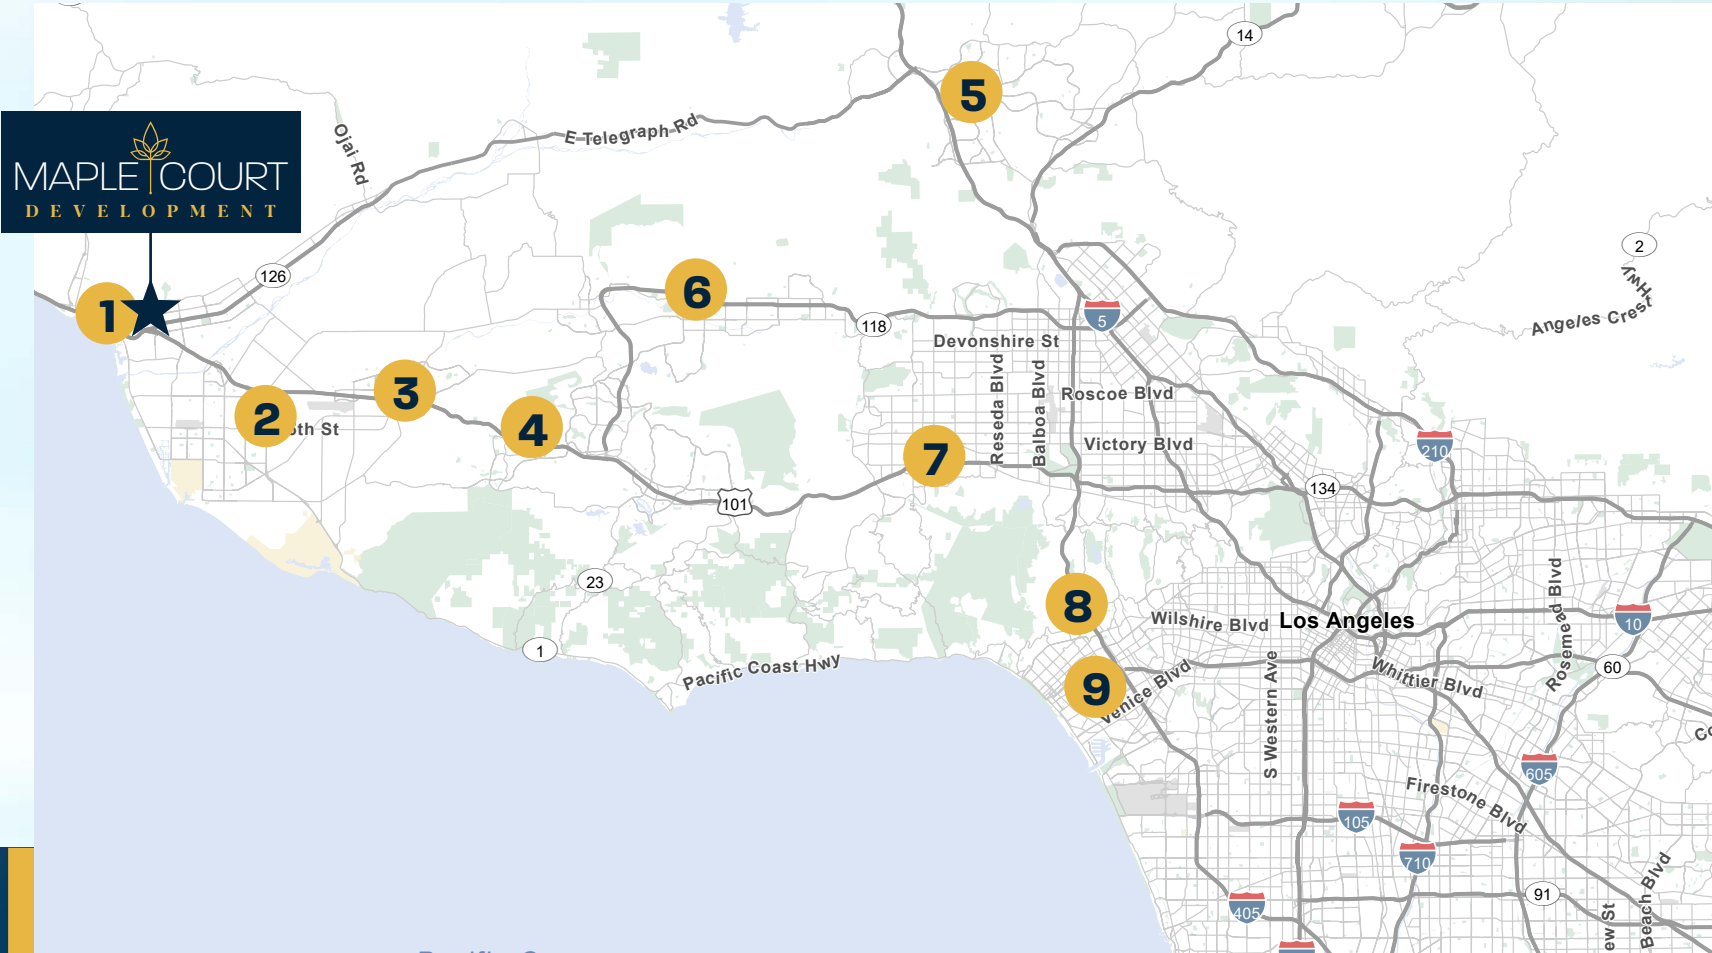 14
5
Ojai Rd
E Telegraph Rd
MAPLE COURT
DEVELOPMENT
2
126
Angeles Crest
Hwy
6
1
118
5
Devonshire St
Reseda Blvd
Balboa Blvd
Roscoe Blvd
3
2
4
Victory Blvd
210
7
134
101
23
8
Wilshire Blvd
Los Angeles
Rosemead Blvd
10
1
Pacific Coast Hwy
60
Whittier Blvd
9
Venice Blvd
S Western Ave
605
Firestone Blvd
105
710
91
405
Beach Blvd